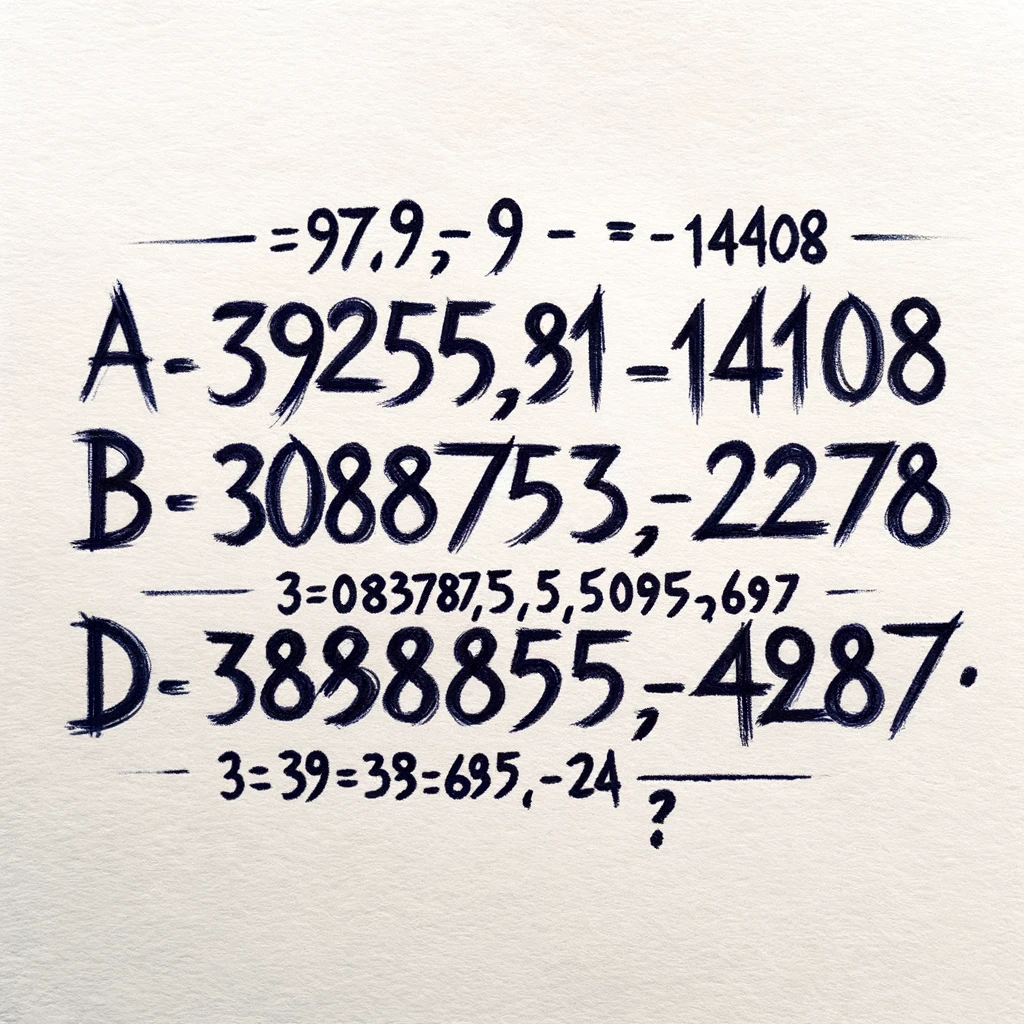 =97.9,- 9 - = -14408
A- 39255,81 -14108
B- 3088753,-2278
3=083787,5,5,5095,697
D- 3888855,-4287.
3=39=38=695,-24
?